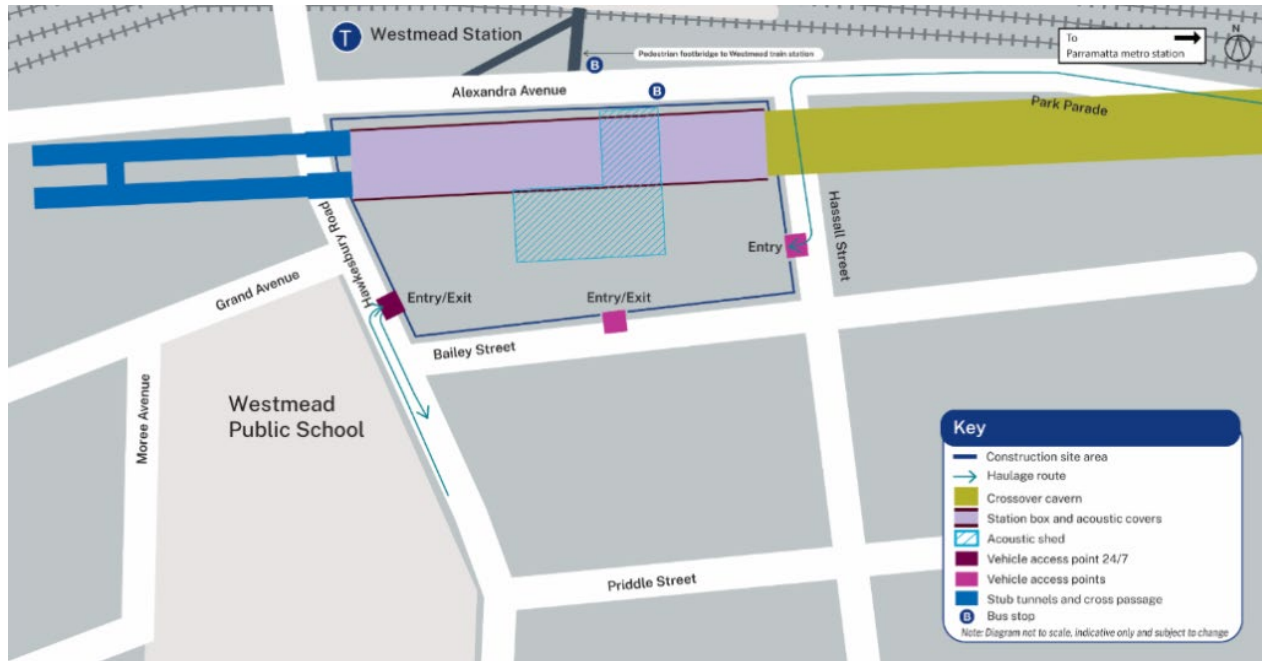 T
Westmead Station
Pedestrian footbridge to Westmead train station
To
Parramatta metro station
N
B
B
Alexandra Avenue
Park Parade
Hawkesbury Road
Hassall Street
Entry
Grand Avenue
Entry/Exit
Entry/Exit
Bailey Street
Moree Avenue
Westmead
Public School
Priddle Street
Key
Construction site area
Haulage route
Crossover cavern
Station box and acoustic covers
Acoustic shed
Vehicle access point 24/7
Vehicle access points
Stub tunnels and cross passage
B Bus stop
Note: Diagram not to scale, indicative only and subject to change